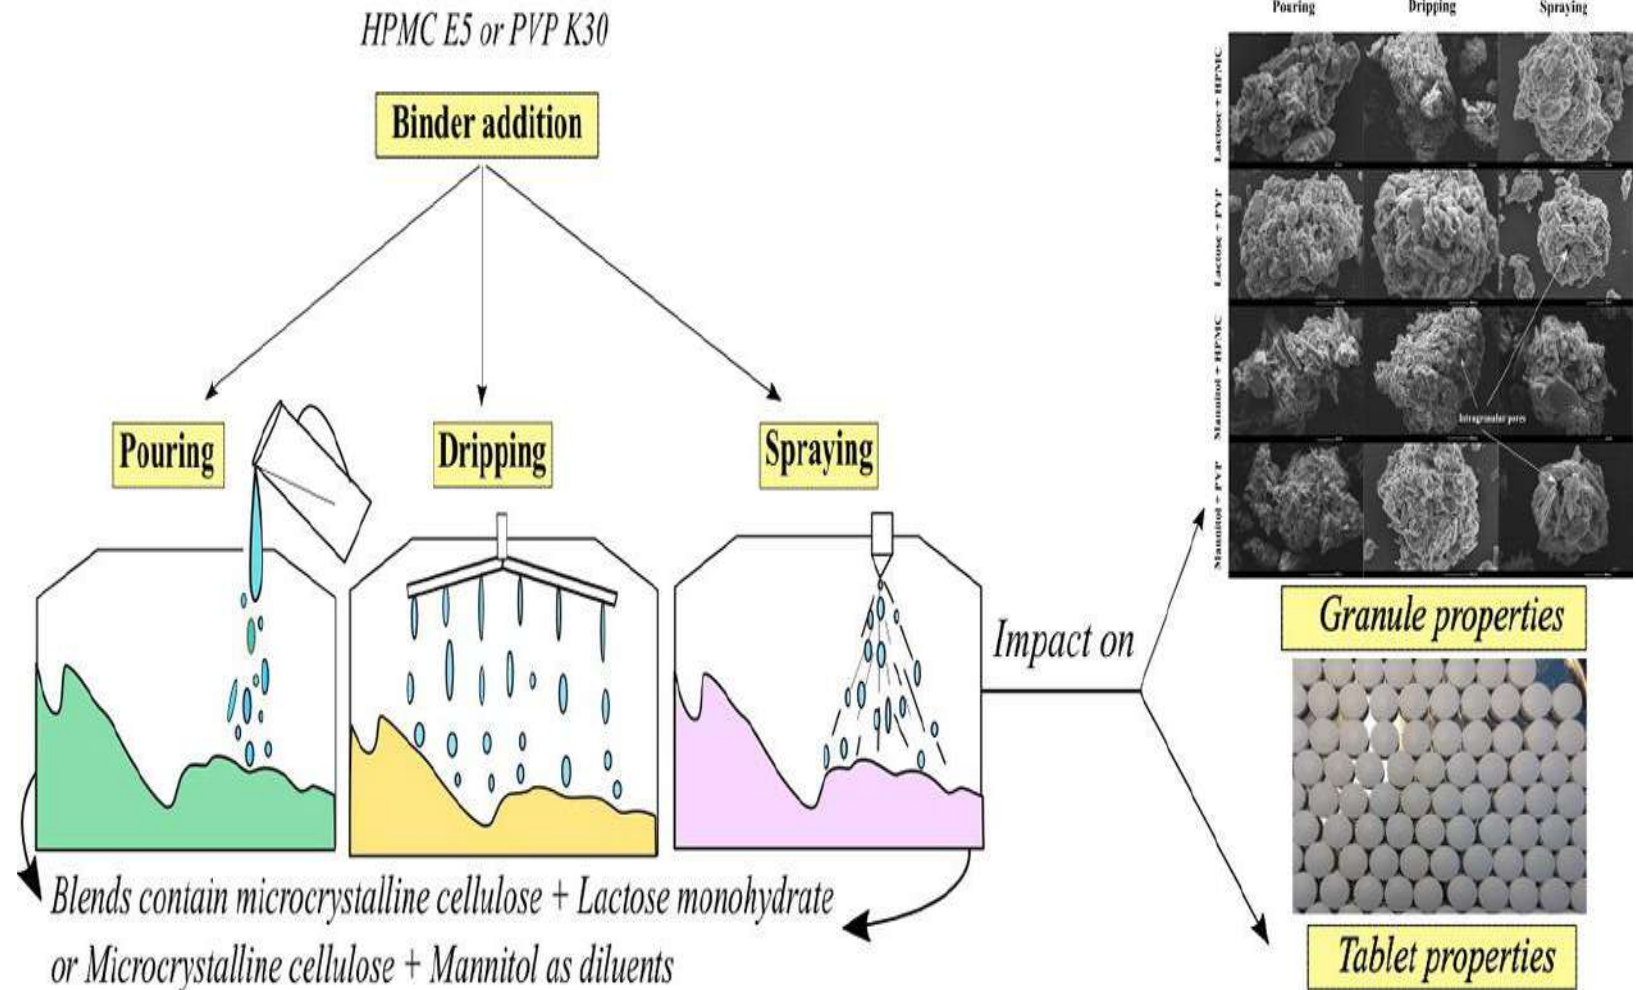 HPMC E5 or PVP K30
Binder addition
Pouring
Dripping
Spraying
Blends contain microcrystalline cellulose + Lactose monohydrate
or Microcrystalline cellulose + Mannitol as diluents
Impact on
Pouring
Dripping
Spraying
Lactose + HPMC
Lactose + PVP
Mannitol + HPMC
Mannitol + PVP
Intragranular pores
Granule properties
Tablet properties